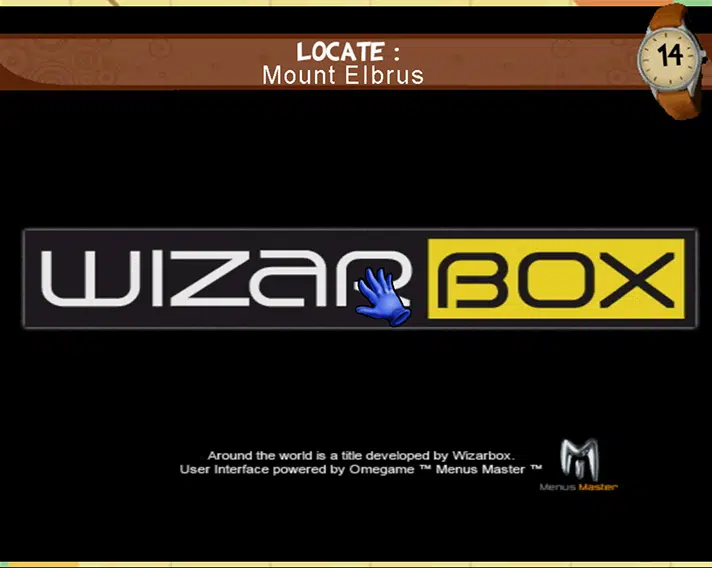 LOCATE :
Mount Elbrus
14
WIZARBOX
Around the world is a title developed by Wizarbox.
User Interface powered by Omegame ™ Menus Master ™
Menus Master